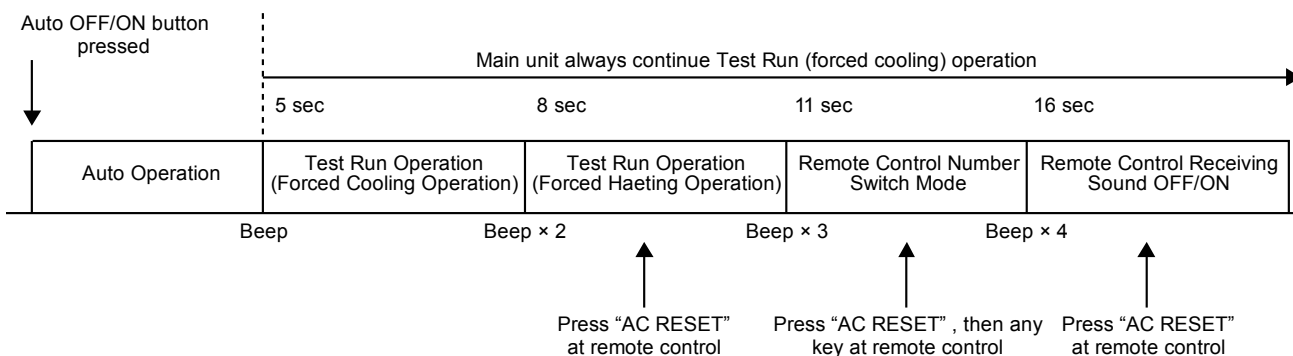 Auto OFF/ON button
pressed
Main unit always continue Test Run (forced cooling) operation
5 sec
8 sec
11 sec
16 sec
Auto Operation
Test Run Operation
(Forced Cooling Operation)
Test Run Operation
(Forced Haeting Operation)
Remote Control Number
Switch Mode
Remote Control Receiving
Sound OFF/ON
Beep
Beep × 2
Beep × 3
Beep × 4
Press “AC RESET”
at remote control
Press “AC RESET” , then any
key at remote control
Press “AC RESET”
at remote control